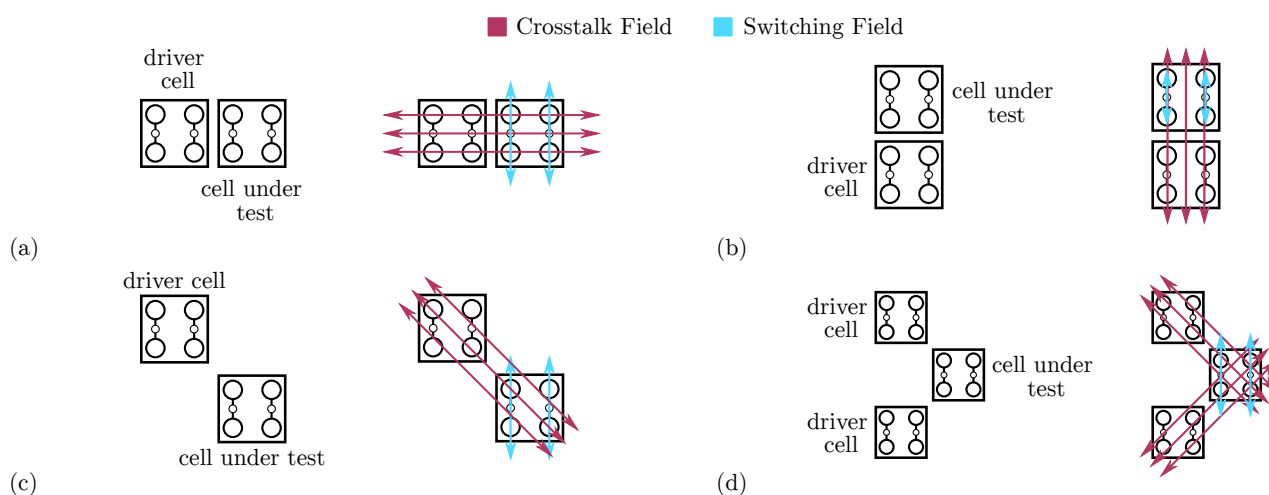 Crosstalk Field
Switching Field
driver
cell
cell under
test
(a)
cell under
test
driver
cell
(b)
driver cell
cell under test
(c)
driver
cell
cell under
test
driver
cell
(d)